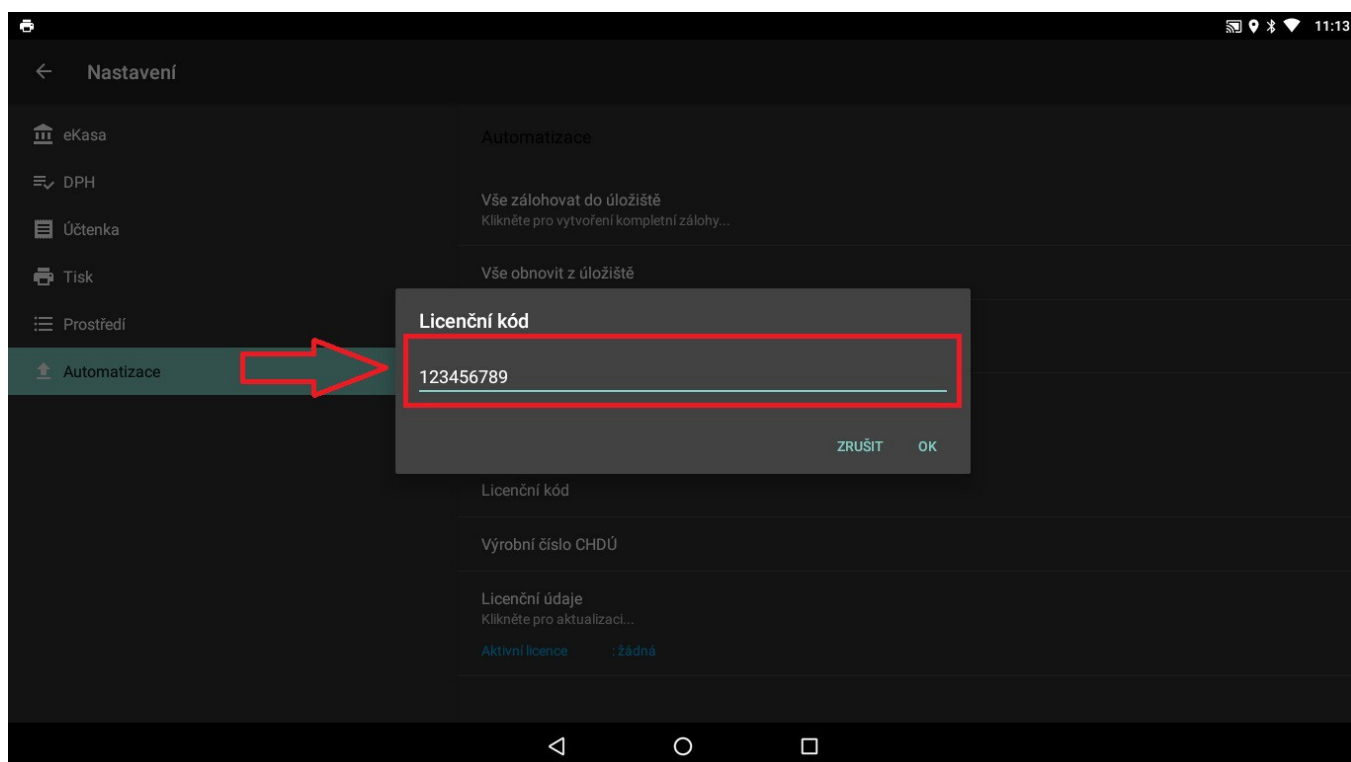 11:13
Nastavení
eKasa
DPH
Účtenka
Tisk
Prostředí
Automatizace
Automatizace
Vše zálohovat do úložiště
Klikněte pro vytvoření kompletní zálohy...
Vše obnovit z úložiště
Licenční kód
123456789
ZRUŠIT OK
Licenční kód
Výrobní číslo CHDÚ
Licenční údaje
Klikněte pro aktualizaci...
Aktivní licence : žádná